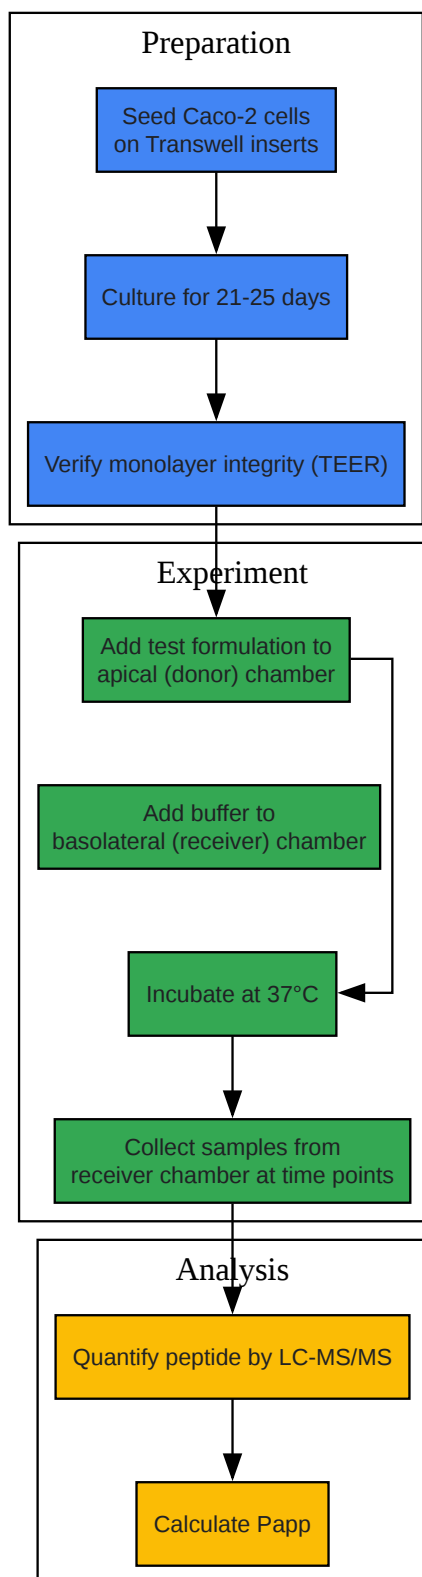 Preparation
Seed Caco-2 cells
on Transwell inserts
Culture for 21-25 days
Verify monolayer integrity (TEER)
Experiment
Add test formulation to
apical (donor) chamber
Add buffer to
basolateral (receiver) chamber
Incubate at 37°C
Collect samples from
receiver chamber at time points
Analysis
Quantify peptide by LC-MS/MS
Calculate Papp